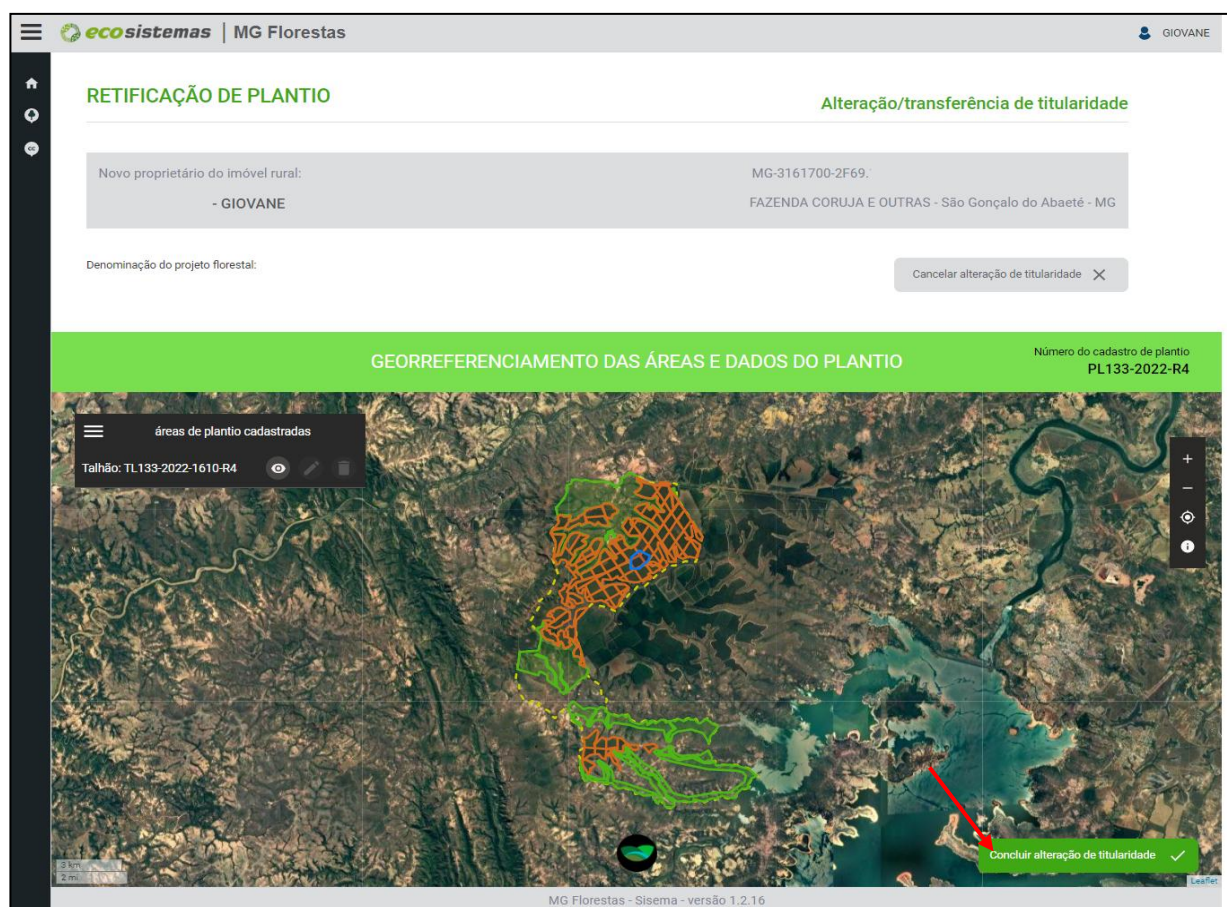 ecosistemas | MG Florestas
GIOVANE
RETIFICAÇÃO DE PLANTIO
Alteração/transferência de titularidade
Novo proprietário do imóvel rural:
MG-3161700-2F69.
- GIOVANE
FAZENDA CORUJA E OUTRAS - São Gonçalo do Abaeté - MG
Denominação do projeto florestal:
Cancelar alteração de titularidade
GEORREFERENCIAMENTO DAS ÁREAS E DADOS DO PLANTIO
Número do cadastro de plantio
PL133-2022-R4
áreas de plantio cadastradas
Talhão: TL133-2022-1610-R4
+
−
Concluir alteração de titularidade
3 km
2 mi
Leaflet
MG Florestas - Sisema - versão 1.2.16